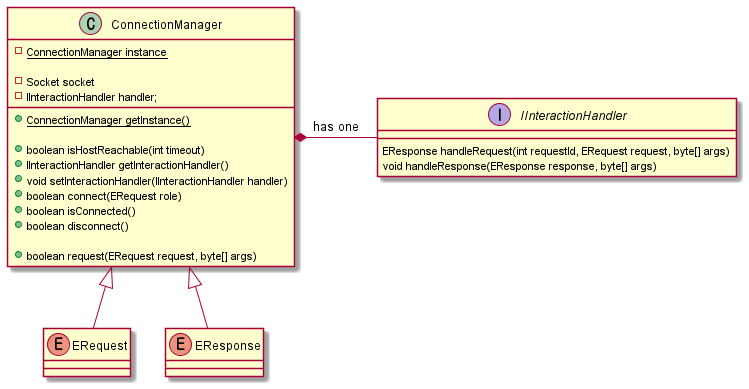 C ConnectionManager
ConnectionManager instance
Socket socket
IInteractionHandler handler;
ConnectionManager getInstance()
boolean isHostReachable(int timeout)
IInteractionHandler getInteractionHandler()
void setInteractionHandler(IInteractionHandler handler)
boolean connect(ERequest role)
boolean isConnected()
boolean disconnect()
boolean request(ERequest request, byte[] args)
has one
I IInteractionHandler
EResponse handleRequest(int requestId, ERequest request, byte[] args)
void handleResponse(EResponse response, byte[] args)
E ERequest
E EResponse